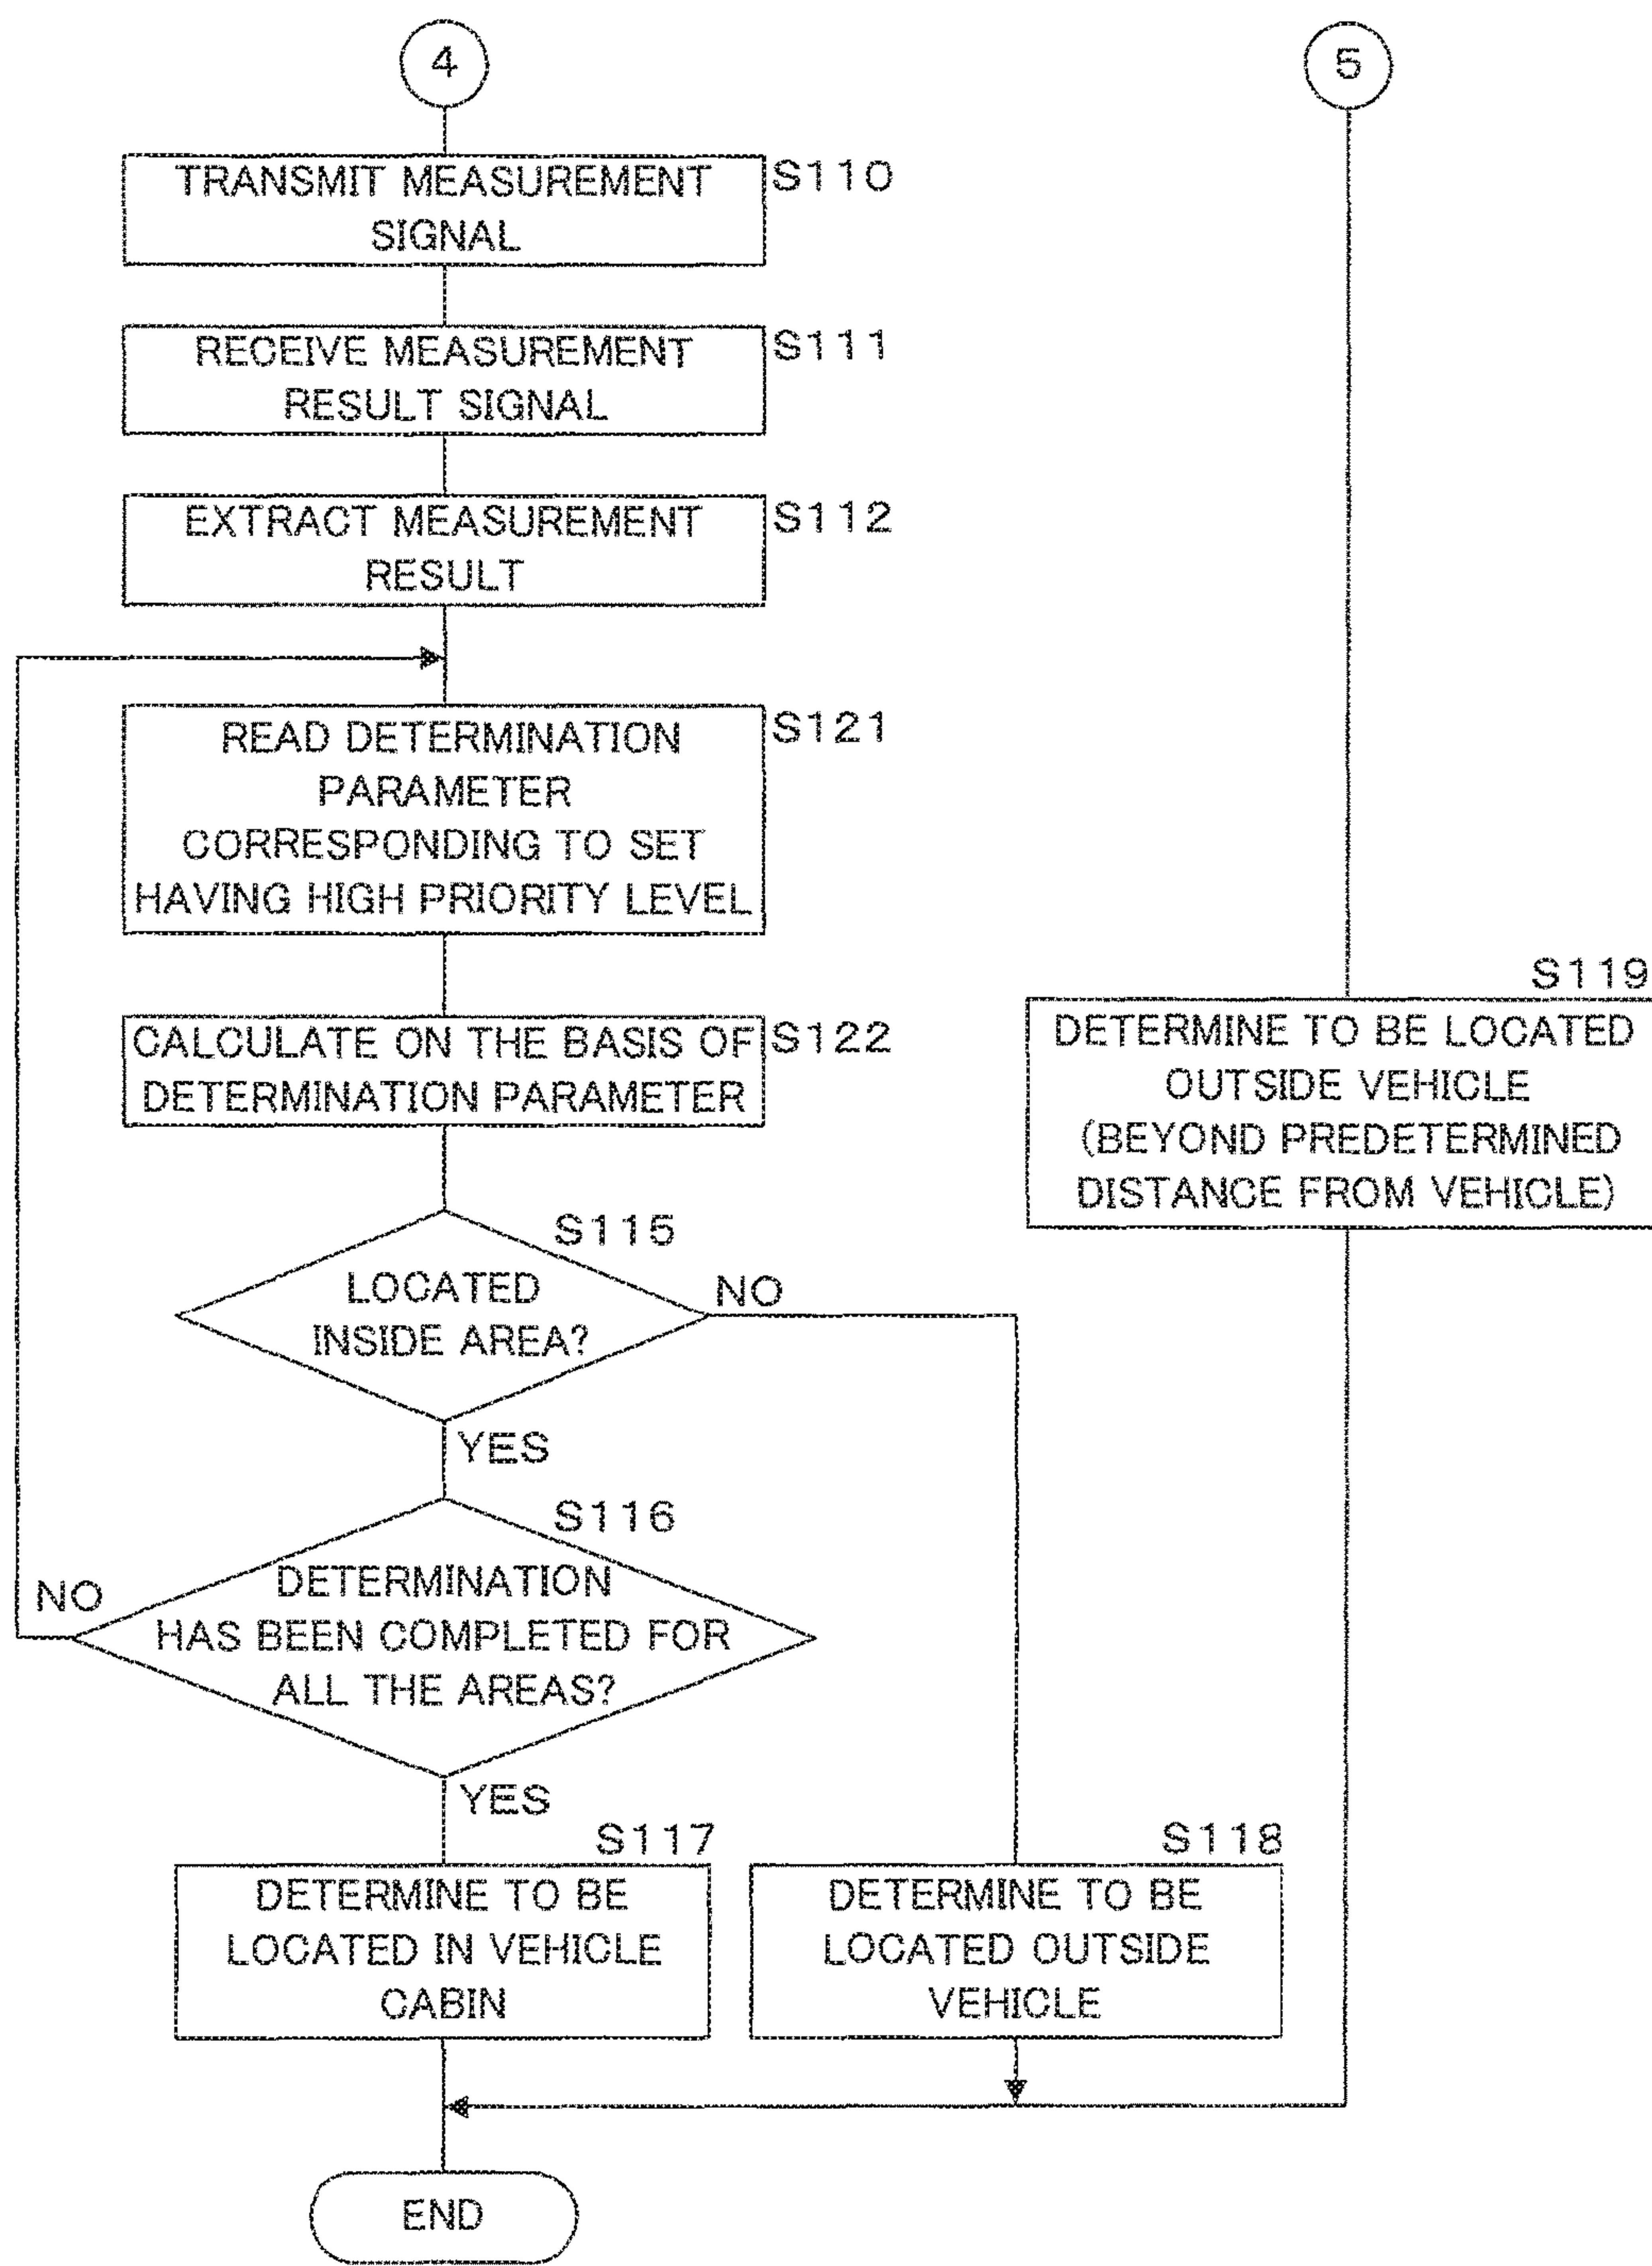 4
5
TRANSMIT MEASUREMENT
SIGNAL
S110
RECEIVE MEASUREMENT
RESULT SIGNAL
S111
EXTRACT MEASUREMENT
RESULT
S112
READ DETERMINATION
PARAMETER
CORRESPONDING TO SET
HAVING HIGH PRIORITY LEVEL
S121
CALCULATE ON THE BASIS OF
DETERMINATION PARAMETER
S122
S119
DETERMINE TO BE LOCATED
OUTSIDE VEHICLE
(BEYOND PREDETERMINED
DISTANCE FROM VEHICLE)
S115
LOCATED
INSIDE AREA?
NO
YES
S116
DETERMINATION
HAS BEEN COMPLETED FOR
ALL THE AREAS?
NO
YES
S117
DETERMINE TO BE
LOCATED IN VEHICLE
CABIN
S118
DETERMINE TO BE
LOCATED OUTSIDE
VEHICLE
END